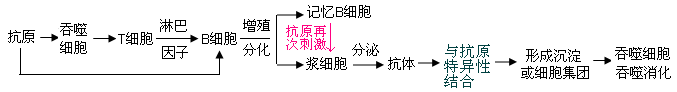 抗原
吞噬
细胞
T细胞
淋巴
因子
B细胞
增殖
分化
记忆B细胞
抗原再
次刺激
浆细胞
分泌
抗体
与抗原
特异性
结合
形成沉淀
或细胞集团
吞噬细胞
吞噬消化